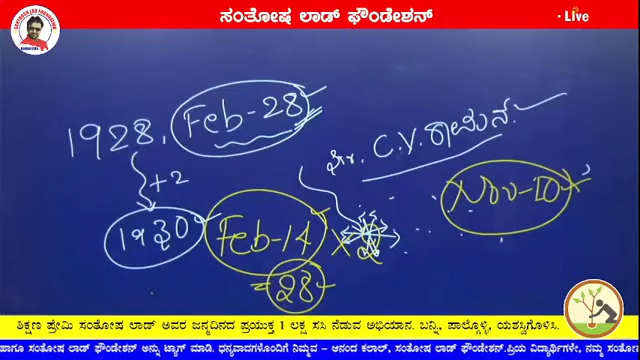 ಸಂತೋಷ ಲಾಡ್ ಫೌಂಡೇಶನ್
Live
1928, Feb-28
C.V. ರಾಮನ್.
+2
1930
Feb-14 X
Nov-10 X
= 28
ಶಿಕ್ಷಣ ಪ್ರೇಮಿ ಸಂತೋಷ ಲಾಡ್ ಅವರ ಜನ್ಮದಿನದ ಪ್ರಯುಕ್ತ 1 ಲಕ್ಷ ಸಸಿ ನೆಡುವ ಅಭಿಯಾನ. ಬನ್ನಿ, ಪಾಲ್ಗೊಳ್ಳಿ, ಯಶಸ್ವಿಗೊಳಿಸಿ.
ಹಾಗೂ ಸಂತೋಷ ಲಾಡ್ ಫೌಂಡೇಶನ್ ಅನ್ನು ಟ್ಯಾಗ್ ಮಾಡಿ. ಧನ್ಯವಾದಗಳೊಂದಿಗೆ ನಿಮ್ಮವ – ಆನಂದ ಕಲಾಲ್, ಸಂತೋಷ ಲಾಡ್ ಫೌಂಡೇಶನ್.ಪ್ರಿಯ ವಿದ್ಯಾರ್ಥಿಗಳೇ, ನಮ್ಮ ಸಂತೋ